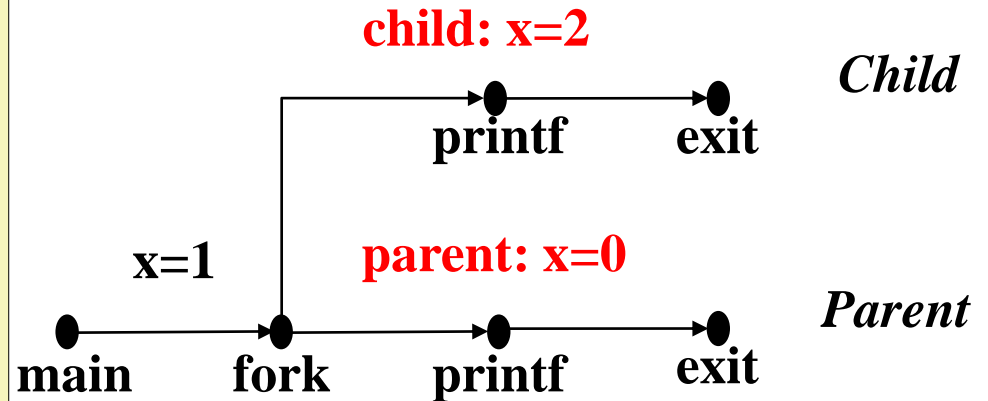 child: x=2
Child
printf
exit
x=1
parent: x=0
Parent
main
fork
printf
exit